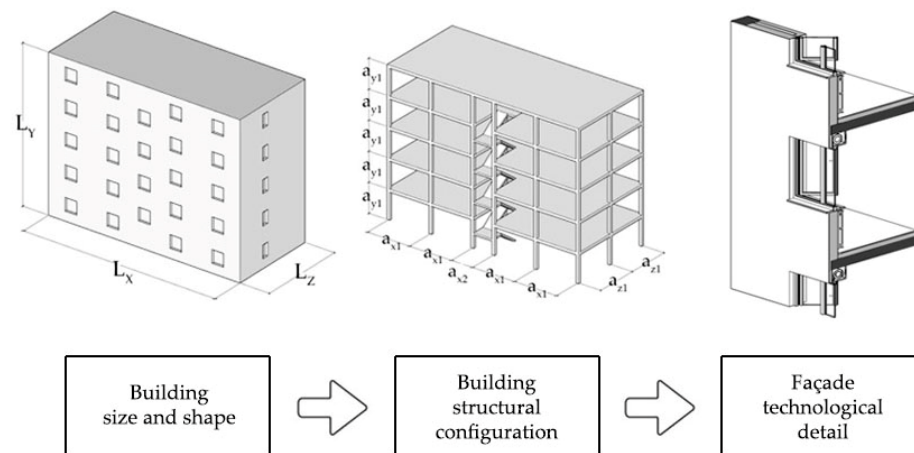 L_Y
L_X
L_Z
a_y1
a_y1
a_y1
a_y1
a_y1
a_x1
a_x1
a_x2
a_x1
a_x1
a_z1
a_z1
Building
size and shape
Building
structural
configuration
Façade
technological
detail